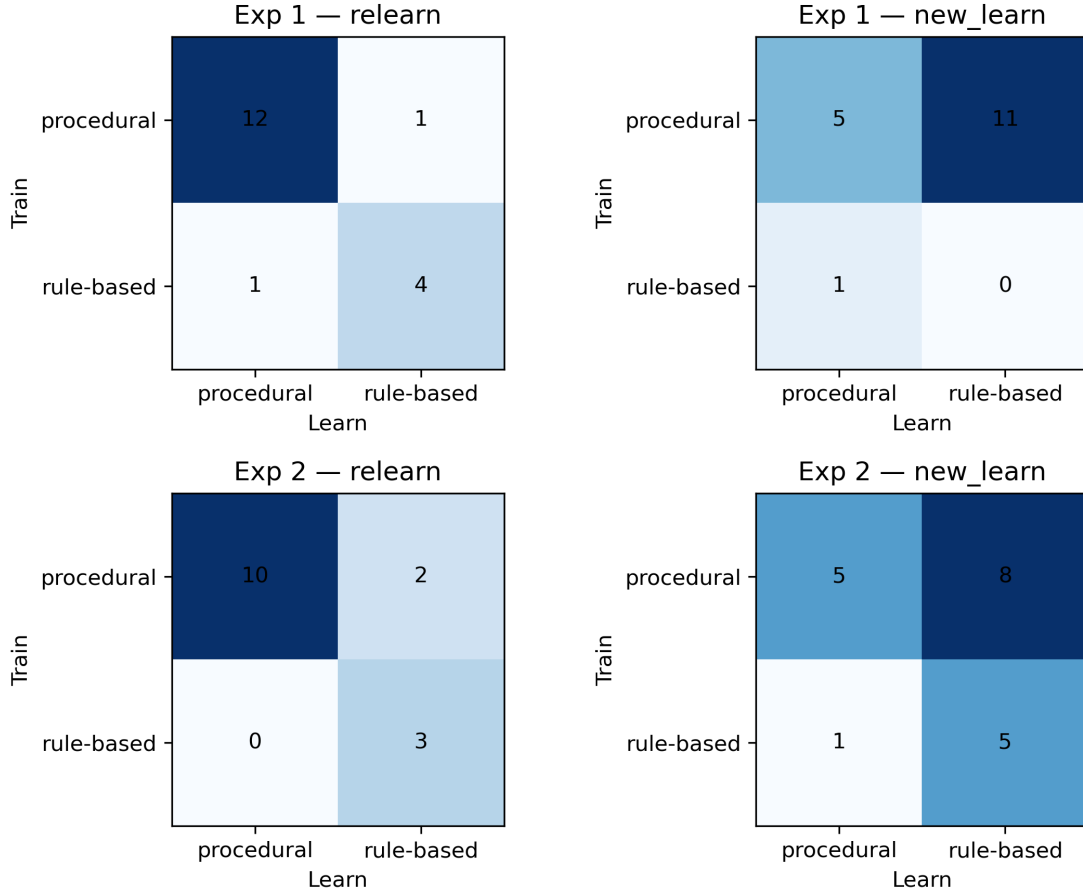 Exp 1 — relearn
Train
procedural
12 1
rule-based
1 4
procedural rule-based
Learn
Exp 1 — new_learn
Train
procedural
5 11
rule-based
1 0
procedural rule-based
Learn
Exp 2 — relearn
Train
procedural
10 2
rule-based
0 3
procedural rule-based
Learn
Exp 2 — new_learn
Train
procedural
5 8
rule-based
1 5
procedural rule-based
Learn